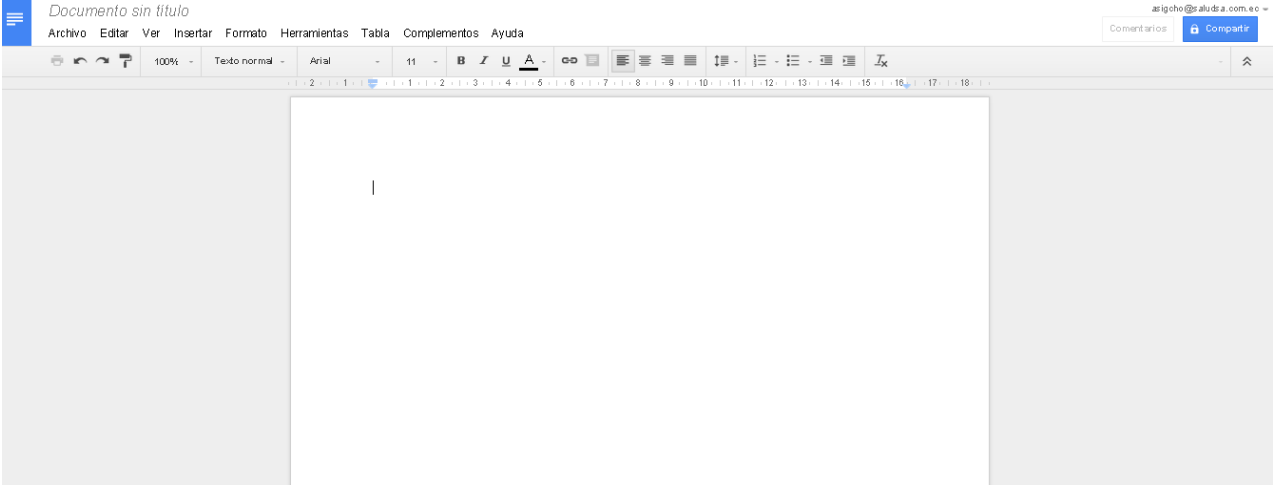 Documento sin título
asigcho@saludsa.com.ec
Archivo Editar Ver Insertar Formato Herramientas Tabla Complementos Ayuda
Comentarios Compartir
100% Texto normal Arial 11 B I U A
2 1 1 2 3 4 5 6 7 8 9 10 11 12 13 14 15 16 17 18